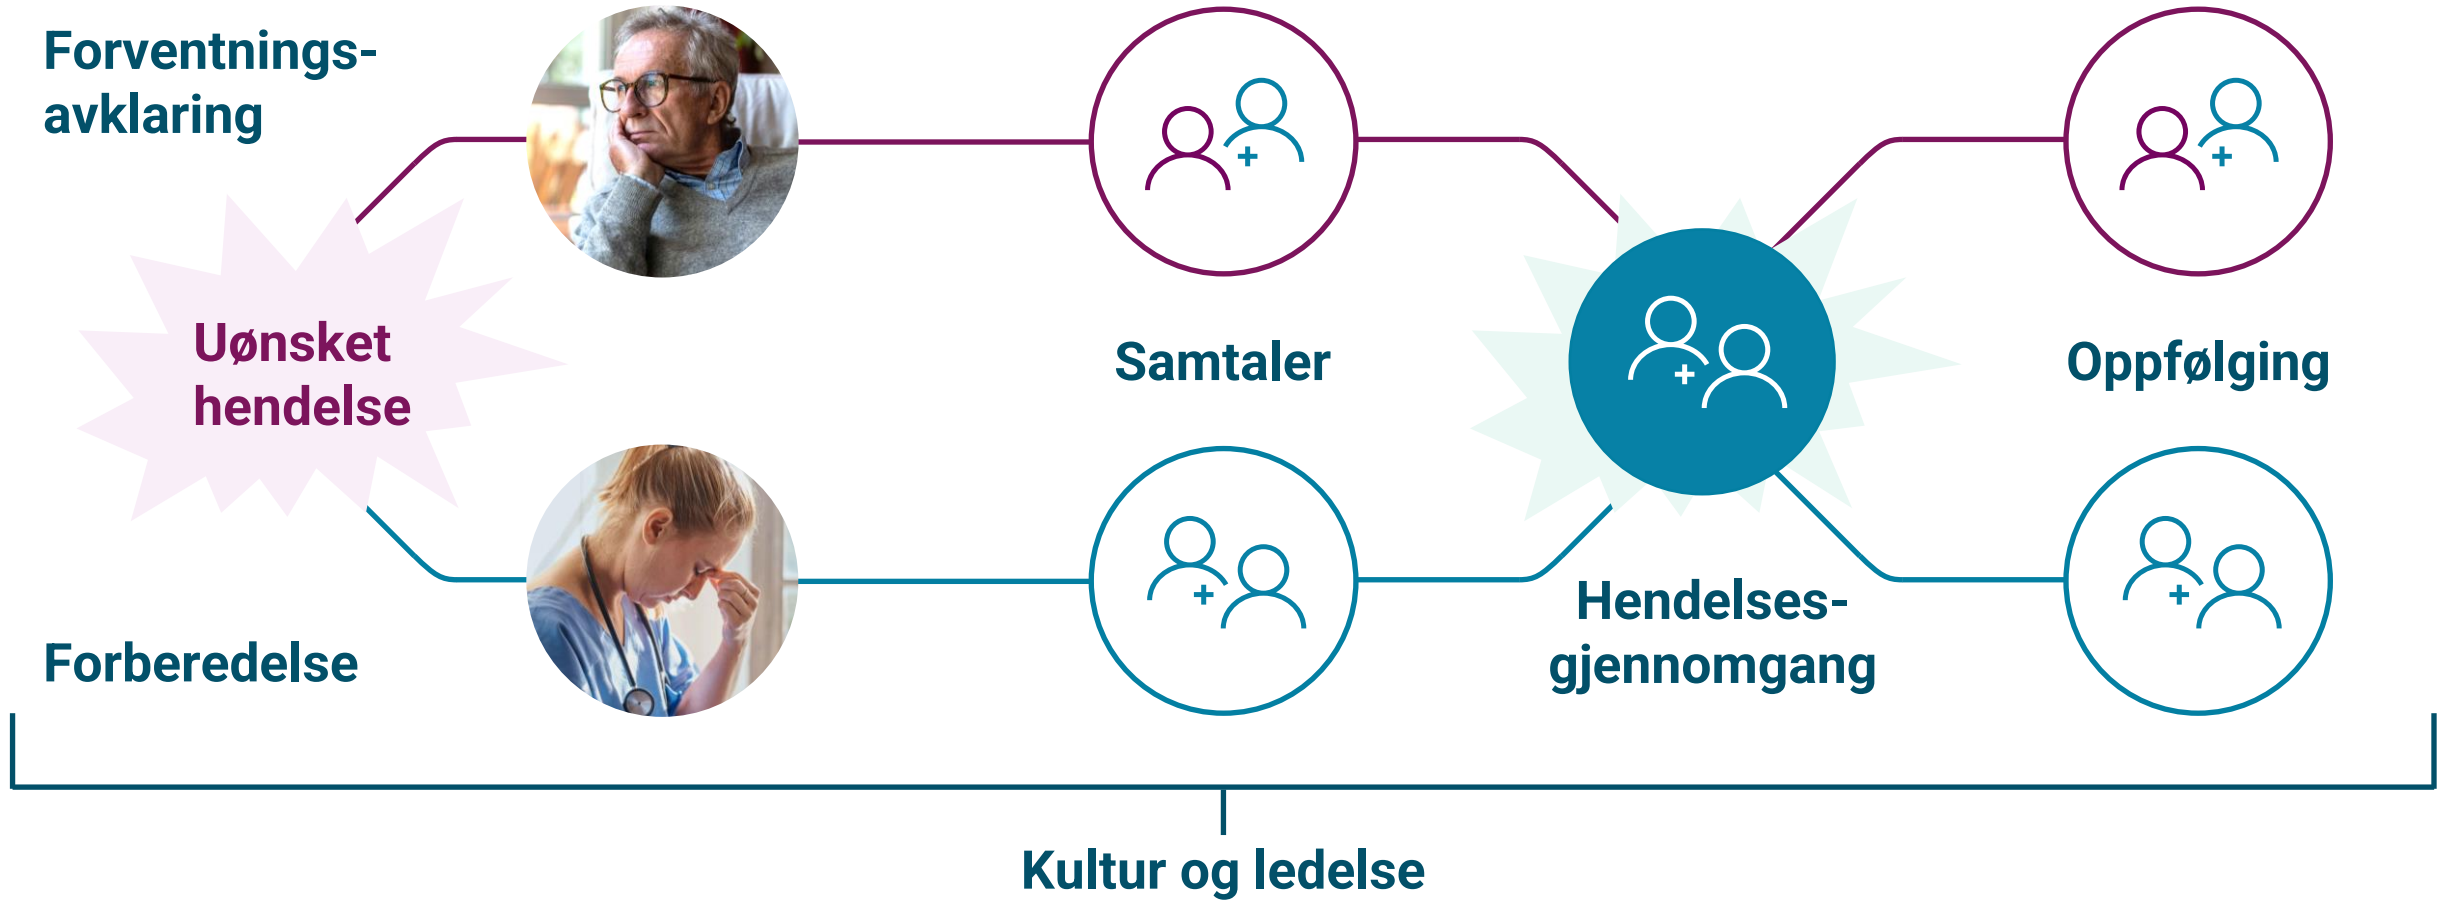 Forventnings-
avklaring
Uønsket
hendelse
Forberedelse
Samtaler
Hendelses-
gjennomgang
Oppfølging
Kultur og ledelse